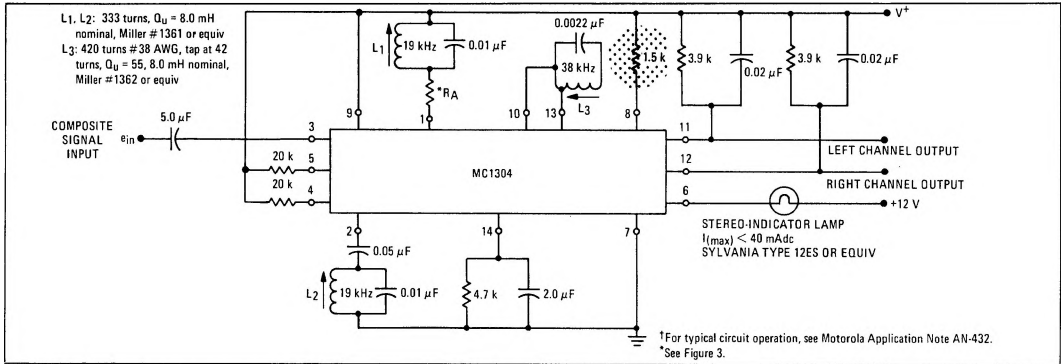 L1, L2: 333 turns, Qu = 8.0 mH
nominal, Miller #1361 or equiv
L3: 420 turns #38 AWG, tap at 42
turns, Qu = 55, 8.0 mH nominal,
Miller #1362 or equiv
V+
0.0022 μF
L1
19 kHz
0.01 μF
38 kHz
1.5 k
3.9 k
0.02 μF
3.9 k
0.02 μF
*RA
L3
9
1
10
13
8
5.0 μF
COMPOSITE
SIGNAL
INPUT
ein
3
11
LEFT CHANNEL OUTPUT
20 k
5
MC1304
12
RIGHT CHANNEL OUTPUT
20 k
4
6
+12 V
2
14
7
STEREO-INDICATOR LAMP
I(max) < 40 mAdc
SYLVANIA TYPE 12ES OR EQUIV
0.05 μF
L2
19 kHz
0.01 μF
4.7 k
2.0 μF
†For typical circuit operation, see Motorola Application Note AN-432.
*See Figure 3.